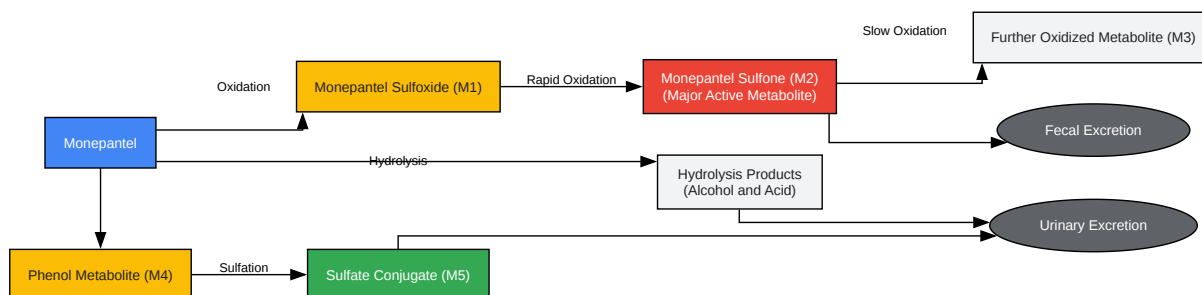 Slow Oxidation
Further Oxidized Metabolite (M3)
Oxidation
Monepantel Sulfoxide (M1)
Rapid Oxidation
Monepantel Sulfone (M2)
(Major Active Metabolite)
Monepantel
Fecal Excretion
Hydrolysis
Hydrolysis Products
(Alcohol and Acid)
Urinary Excretion
Phenol Metabolite (M4)
Sulfation
Sulfate Conjugate (M5)